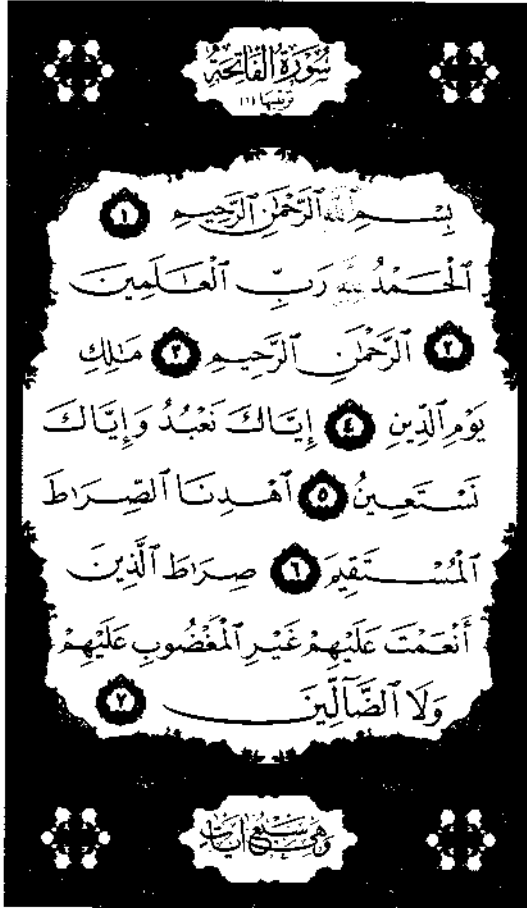 سُورَةُ الفَاتِحَةِ
ترتيبها (١)
بِسْمِ ٱللَّهِ ٱلرَّحْمَٰنِ ٱلرَّحِيمِ ١
ٱلْحَمْدُ لِلَّهِ رَبِّ ٱلْعَٰلَمِينَ
٢ ٱلرَّحْمَٰنِ ٱلرَّحِيمِ ٣ مَٰلِكِ
يَوْمِ ٱلدِّينِ ٤ إِيَّاكَ نَعْبُدُ وَإِيَّاكَ
نَسْتَعِينُ ٥ ٱهْدِنَا ٱلصِّرَٰطَ
ٱلْمُسْتَقِيمَ ٦ صِرَٰطَ ٱلَّذِينَ
أَنْعَمْتَ عَلَيْهِمْ غَيْرِ ٱلْمَغْضُوبِ عَلَيْهِمْ
وَلَا ٱلضَّآلِّينَ ٧
وَهِيَ سَبْعُ آيَاتٍ